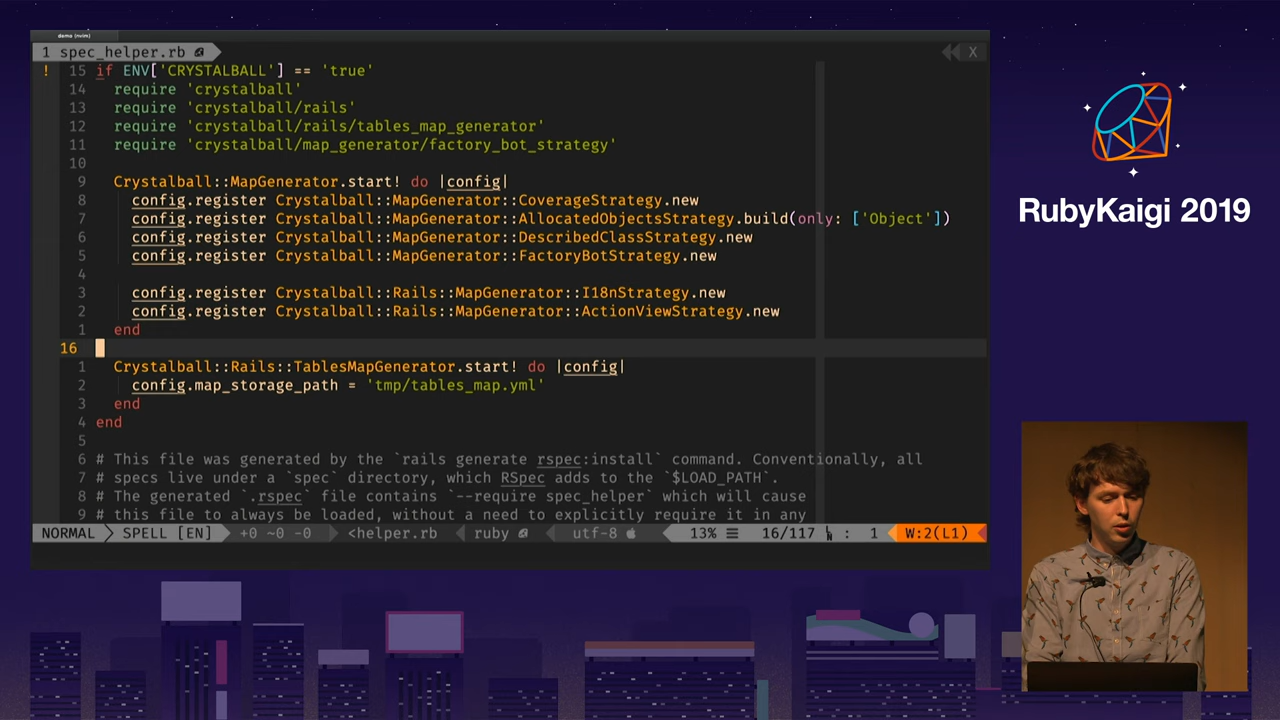 demo (nvim)
1 spec_helper.rb X
! 15 if ENV['CRYSTALBALL'] == 'true'
14 require 'crystalball'
13 require 'crystalball/rails'
12 require 'crystalball/rails/tables_map_generator'
11 require 'crystalball/map_generator/factory_bot_strategy'
10
9 Crystalball::MapGenerator.start! do |config|
8 config.register Crystalball::MapGenerator::CoverageStrategy.new
7 config.register Crystalball::MapGenerator::AllocatedObjectsStrategy.build(only: ['Object'])
6 config.register Crystalball::MapGenerator::DescribedClassStrategy.new
5 config.register Crystalball::MapGenerator::FactoryBotStrategy.new
4
3 config.register Crystalball::Rails::MapGenerator::I18nStrategy.new
2 config.register Crystalball::Rails::MapGenerator::ActionViewStrategy.new
1 end
16
1 Crystalball::Rails::TablesMapGenerator.start! do |config|
2 config.map_storage_path = 'tmp/tables_map.yml'
3 end
4 end
5
6 # This file was generated by the `rails generate rspec:install` command. Conventionally, all
7 # specs live under a `spec` directory, which RSpec adds to the `$LOAD_PATH`.
8 # The generated `.rspec` file contains `--require spec_helper` which will cause
9 # this file to always be loaded, without a need to explicitly require it in any
NORMAL SPELL [EN] +0 ~0 -0 <helper.rb ruby utf-8 13% ☰ 16/117 : 1 W:2(L1)
RubyKaigi 2019